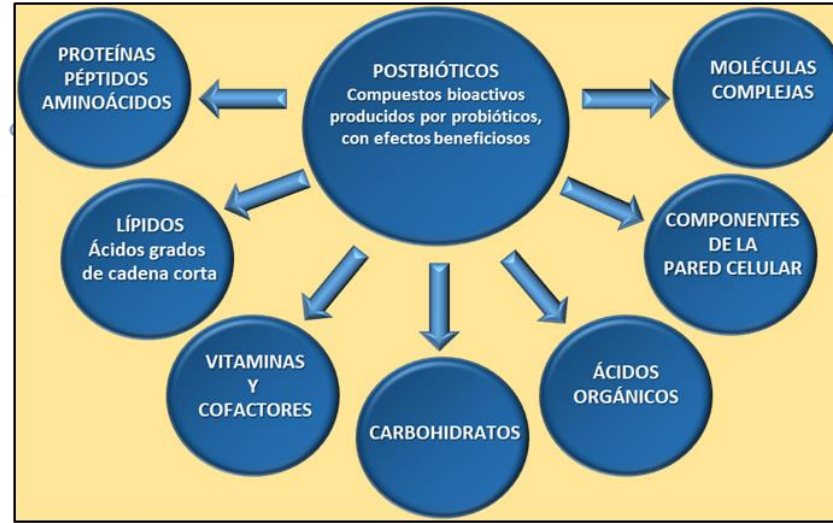 PROTEÍNAS
PÉPTIDOS
AMINOÁCIDOS
POSTBIÓTICOS
Compuestos bioactivos
producidos por probióticos,
con efectos beneficiosos
MOLÉCULAS
COMPLEJAS
LÍPIDOS
Ácidos grados
de cadena corta
COMPONENTES
DE LA
PARED CELULAR
VITAMINAS
Y
COFACTORES
CARBOHIDRATOS
ÁCIDOS
ORGÁNICOS